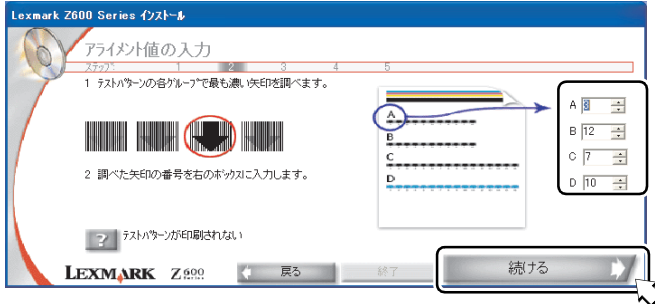 Lexmark Z600 Series インストール
アライメント値の入力
ステップ: 1 2 3 4 5
1 テストパターンの各グループで最も濃い矢印を調べます。
A
B
C
D
A 9
B 12
C 7
D 10
2 調べた矢印の番号を右のボックスに入力します。
? テストパターンが印刷されない
LEXMARK Z600 Series
戻る
終了
続ける